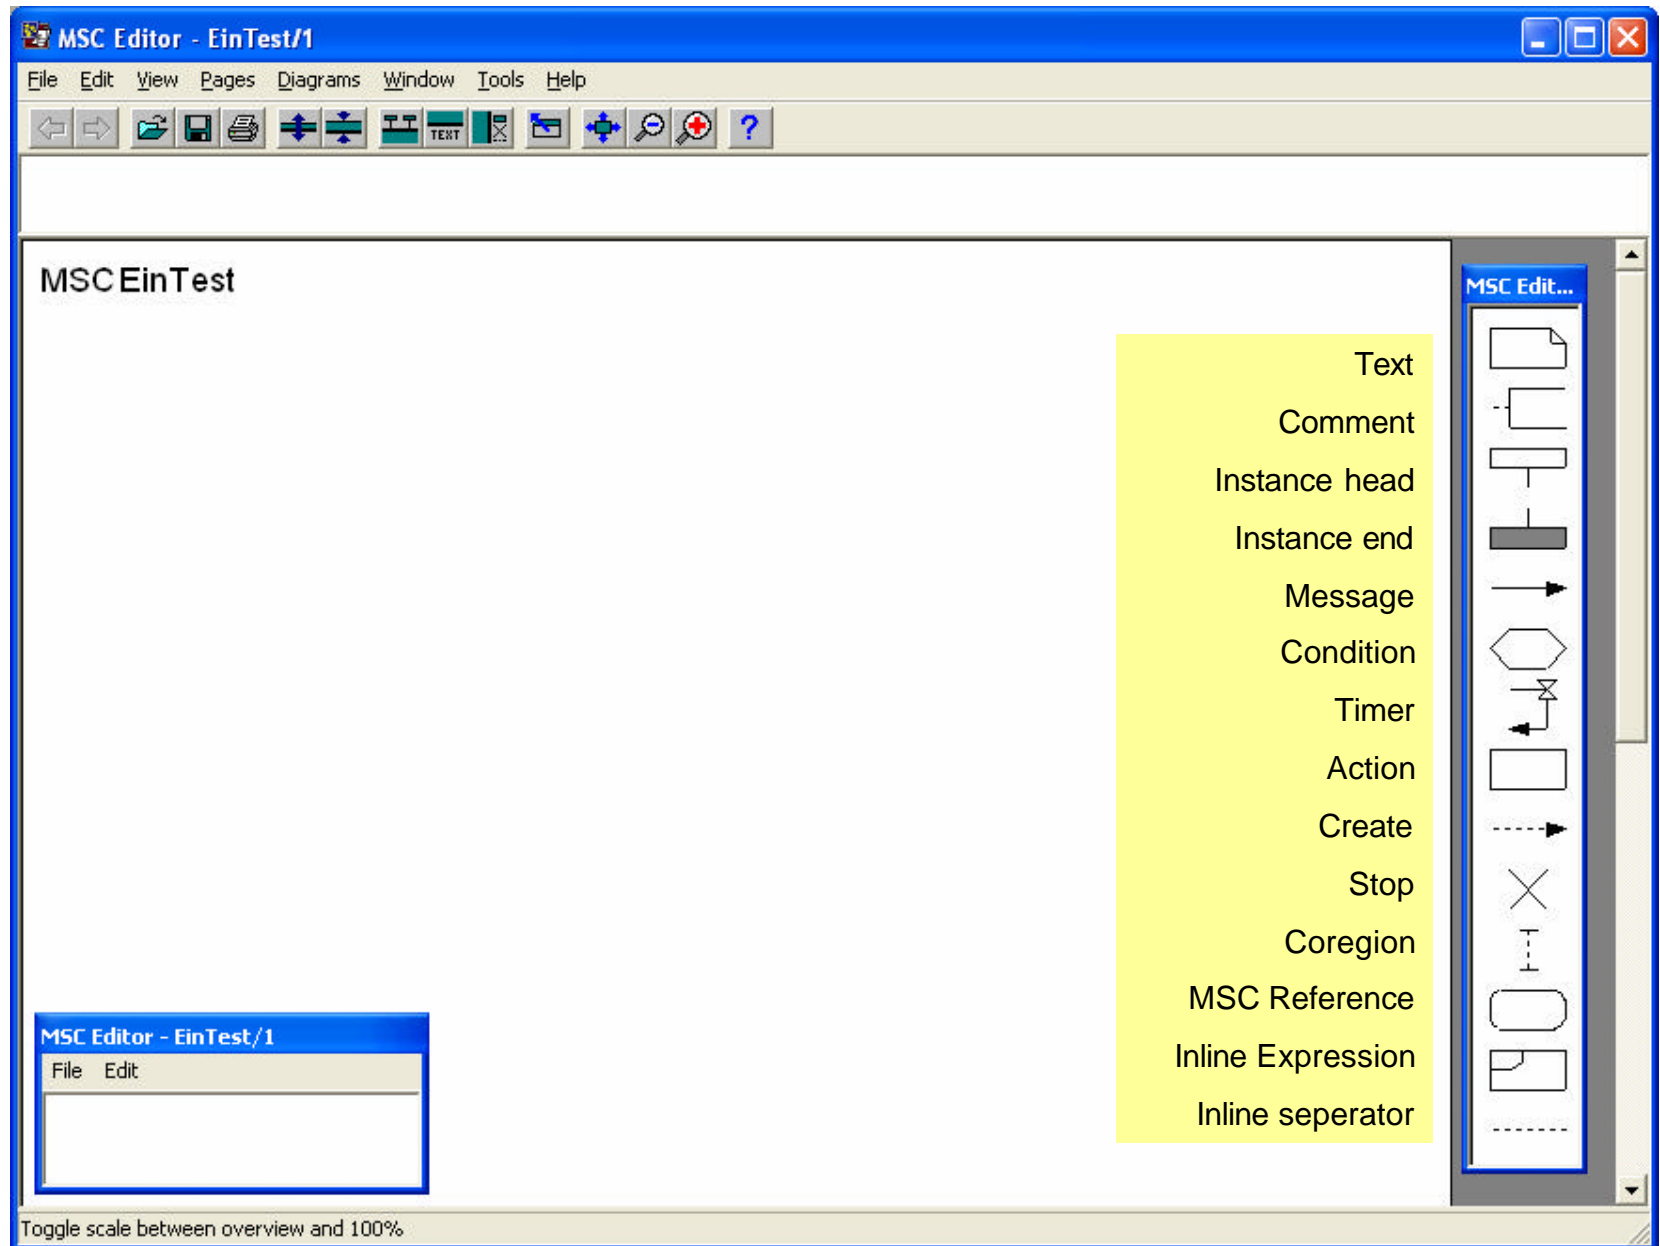 MSC Editor - EinTest/1
File Edit View Pages Diagrams Window Tools Help
TEXT ?
MSC EinTest
MSC Edit...
Text
Comment
Instance head
Instance end
Message
Condition
Timer
Action
Create
Stop
Coregion
MSC Reference
Inline Expression
Inline seperator
MSC Editor - EinTest/1
File Edit
Toggle scale between overview and 100%